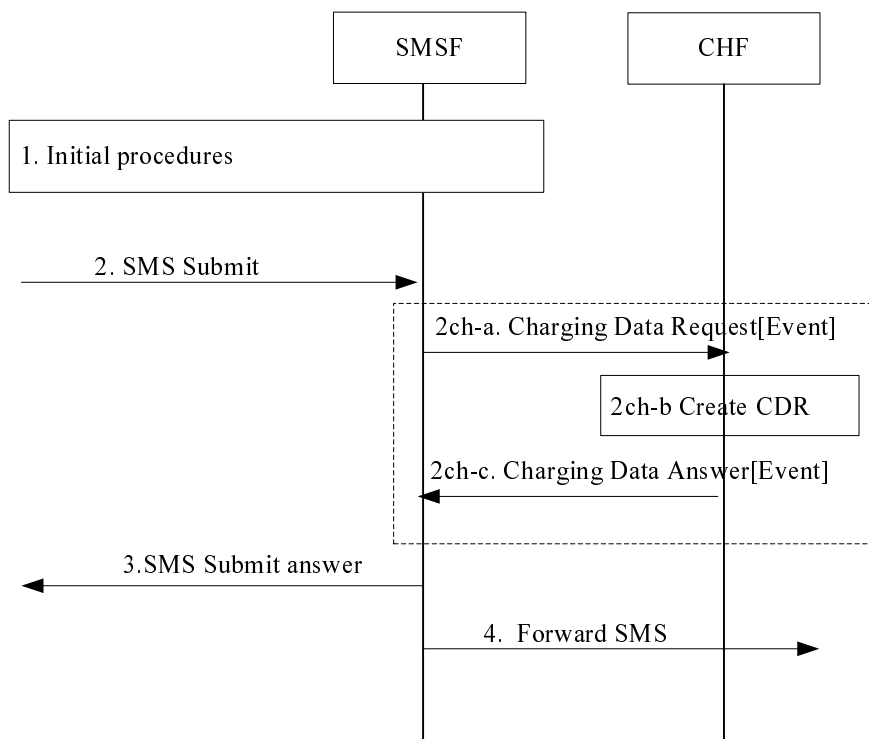 SMSF
CHF
1. Initial procedures
2. SMS Submit
2ch-a. Charging Data Request[Event]
2ch-b Create CDR
2ch-c. Charging Data Answer[Event]
3.SMS Submit answer
4. Forward SMS